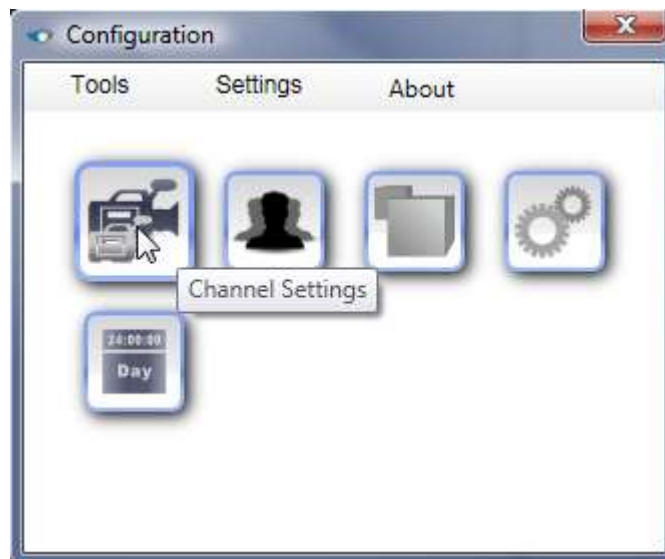 Configuration
Tools Settings About
Channel Settings
24:00:00
Day